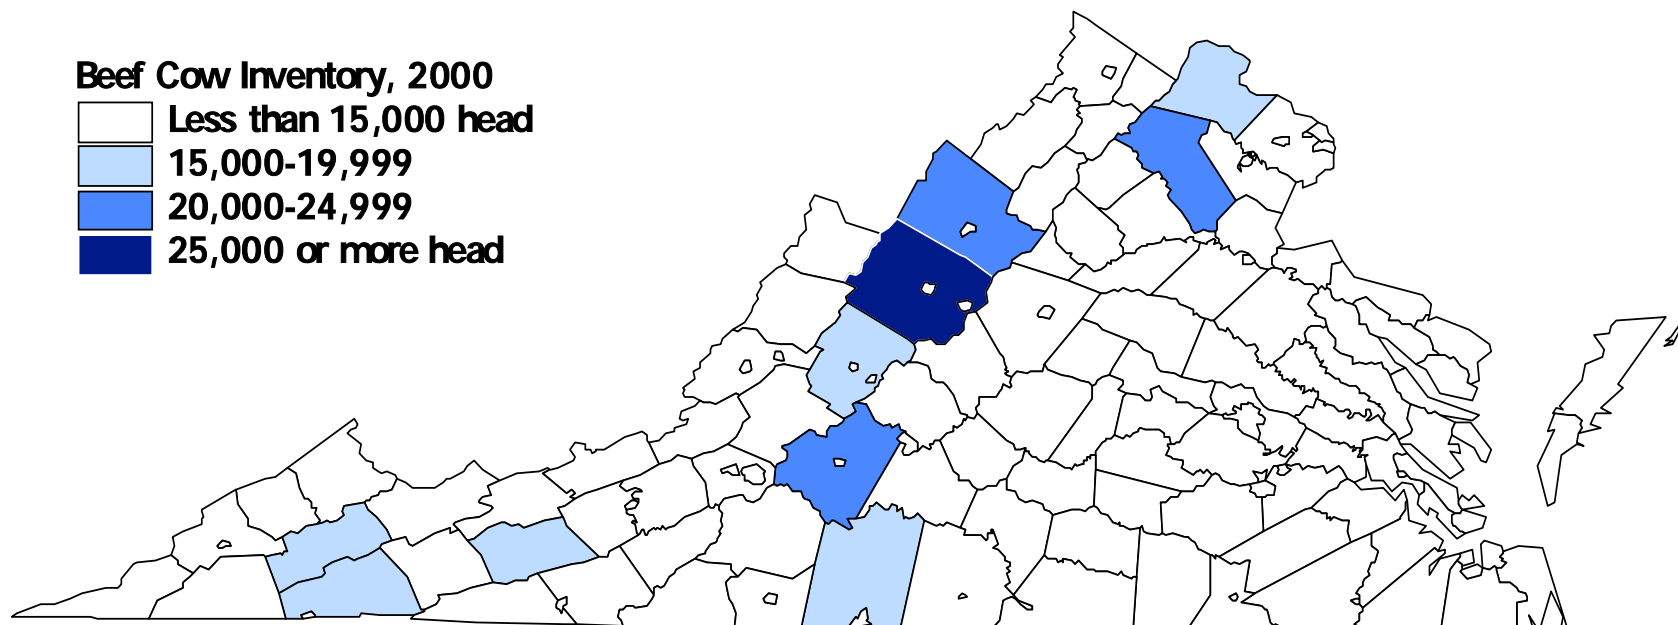 Beef Cow Inventory, 2000
Less than 15,000 head
15,000-19,999
20,000-24,999
25,000 or more head